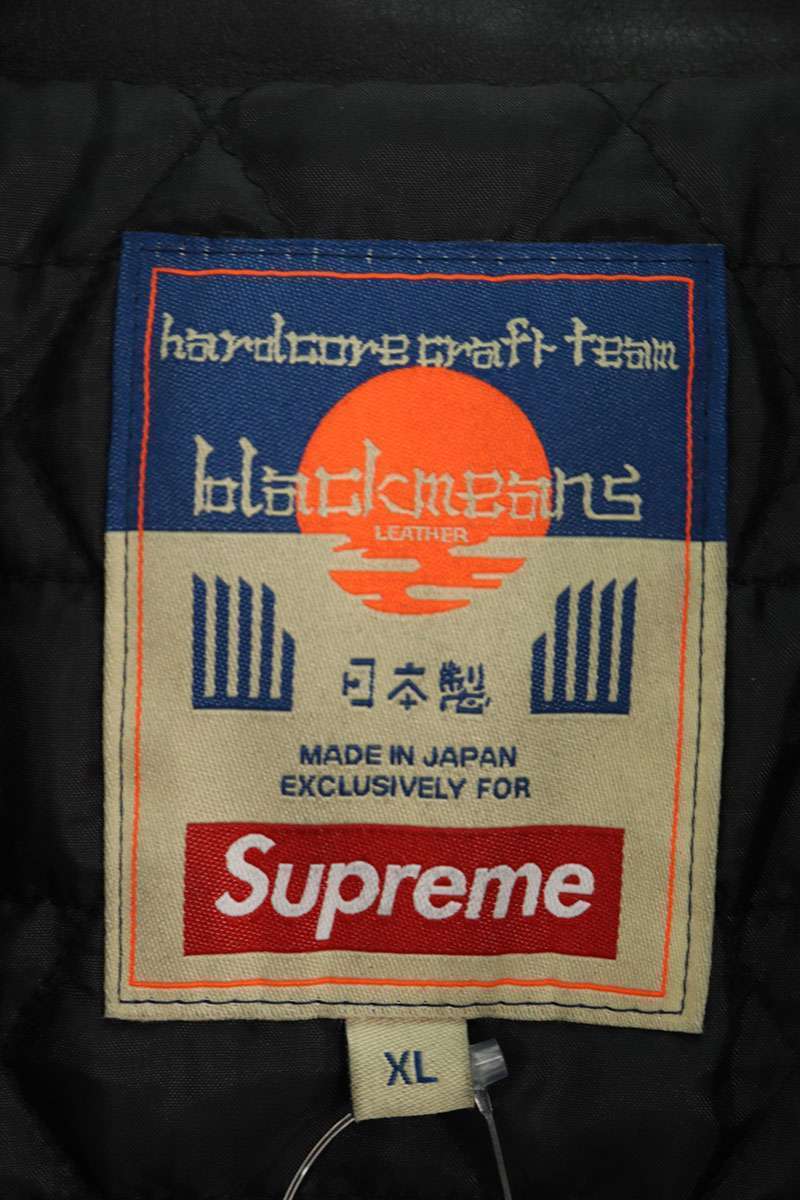 hardcore craft team
blackmeans
LEATHER
日本製
MADE IN JAPAN
EXCLUSIVELY FOR
Supreme
XL